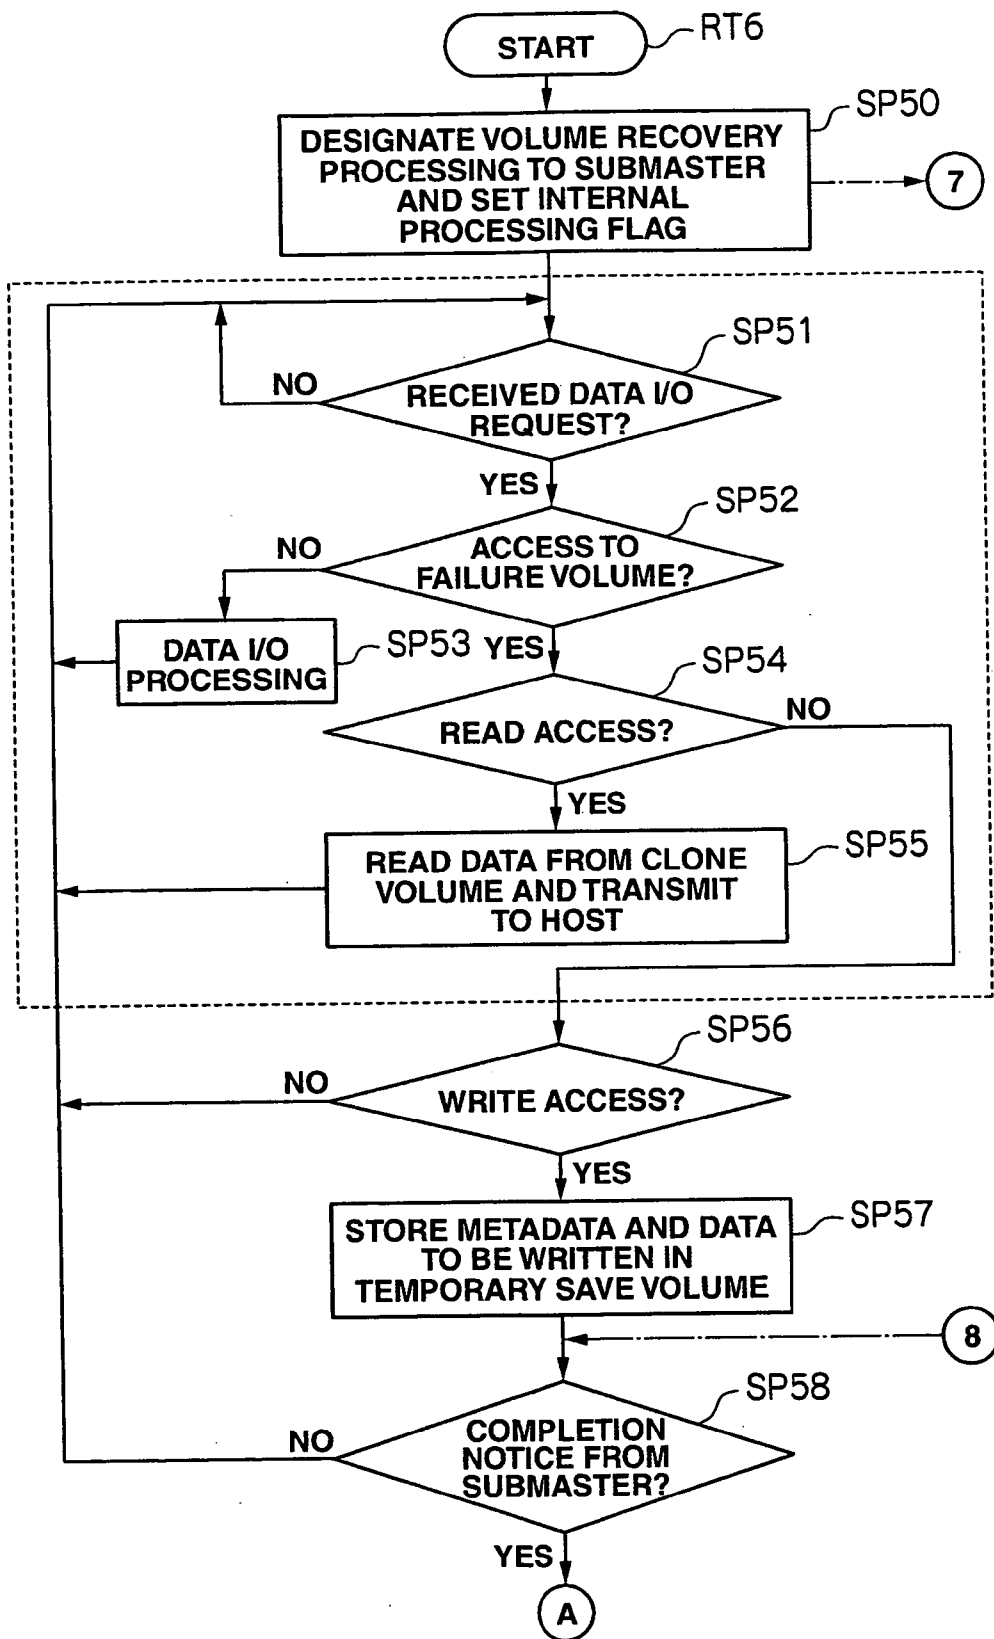 START
RT6
SP50
DESIGNATE VOLUME RECOVERY
PROCESSING TO SUBMASTER
AND SET INTERNAL
PROCESSING FLAG
7
SP51
NO
RECEIVED DATA I/O
REQUEST?
YES
SP52
NO
ACCESS TO
FAILURE VOLUME?
DATA I/O
PROCESSING
SP53
YES
SP54
NO
READ ACCESS?
YES
SP55
READ DATA FROM CLONE
VOLUME AND TRANSMIT
TO HOST
SP56
NO
WRITE ACCESS?
YES
SP57
STORE METADATA AND DATA
TO BE WRITTEN IN
TEMPORARY SAVE VOLUME
8
SP58
NO
COMPLETION
NOTICE FROM
SUBMASTER?
YES
A